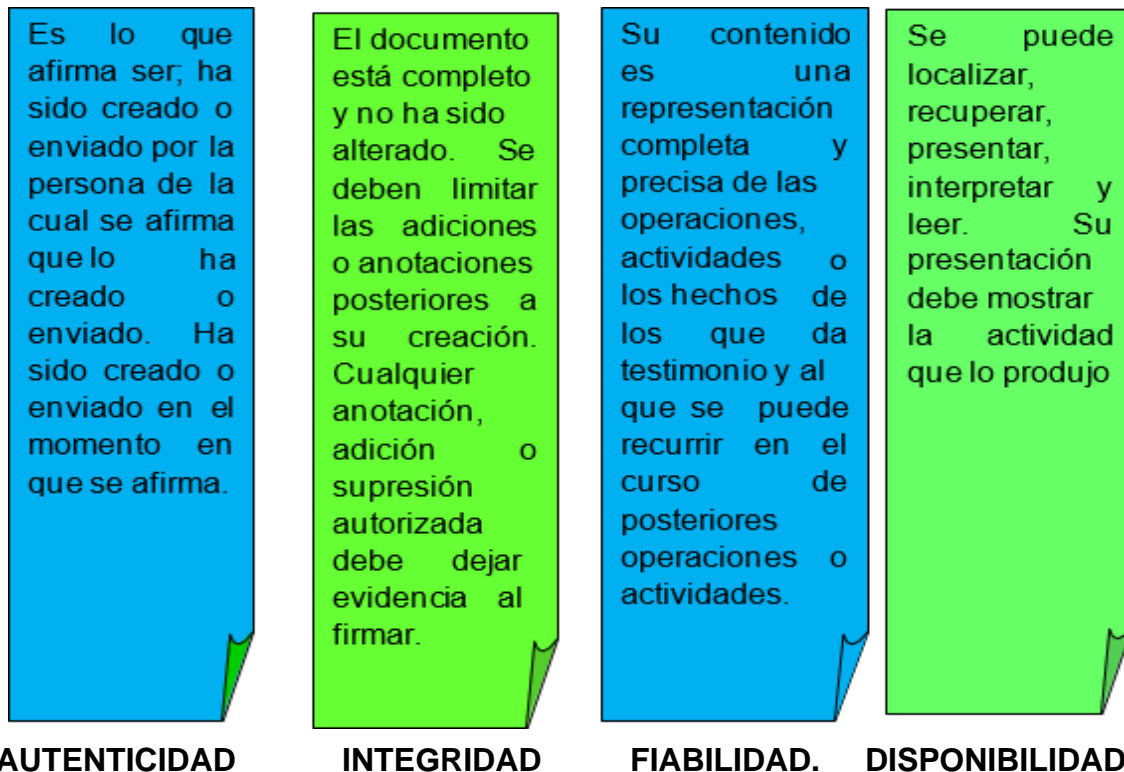 Es lo que
afirma ser; ha
sido creado o
enviado por la
persona de la
cual se afirma
que lo ha
creado o
enviado. Ha
sido creado o
enviado en el
momento en
que se afirma.
El documento
está completo
y no ha sido
alterado. Se
deben limitar
las adiciones
o anotaciones
posteriores a
su creación.
Cualquier
anotación,
adición o
supresión
autorizada
debe dejar
evidencia al
firmar.
Su contenido
es una
representación
completa y
precisa de las
operaciones,
actividades o
los hechos de
los que da
testimonio y al
que se puede
recurrir en el
curso de
posteriores
operaciones o
actividades.
Se puede
localizar,
recuperar,
presentar,
interpretar y
leer. Su
presentación
debe mostrar
la actividad
que lo produjo
AUTENTICIDAD INTEGRIDAD FIABILIDAD. DISPONIBILIDAD